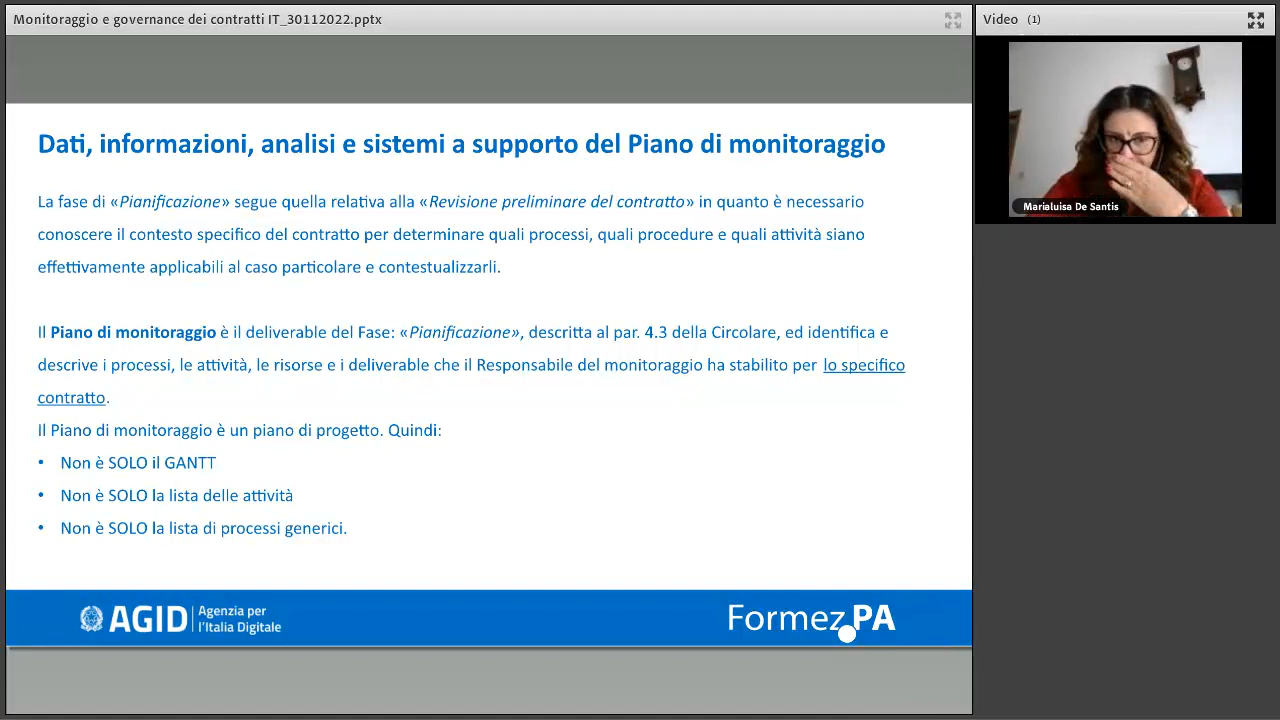 Monitoraggio e governance dei contratti IT_30112022.pptx
Video (1)
Marialuisa De Santis
Dati, informazioni, analisi e sistemi a supporto del Piano di monitoraggio
La fase di «Pianificazione» segue quella relativa alla «Revisione preliminare del contratto» in quanto è necessario
conoscere il contesto specifico del contratto per determinare quali processi, quali procedure e quali attività siano
effettivamente applicabili al caso particolare e contestualizzarli.
Il Piano di monitoraggio è il deliverable del Fase: «Pianificazione», descritta al par. 4.3 della Circolare, ed identifica e
descrive i processi, le attività, le risorse e i deliverable che il Responsabile del monitoraggio ha stabilito per lo specifico
contratto.
Il Piano di monitoraggio è un piano di progetto. Quindi:
• Non è SOLO il GANTT
• Non è SOLO la lista delle attività
• Non è SOLO la lista di processi generici.
AGID Agenzia per
l'Italia Digitale
Formez PA